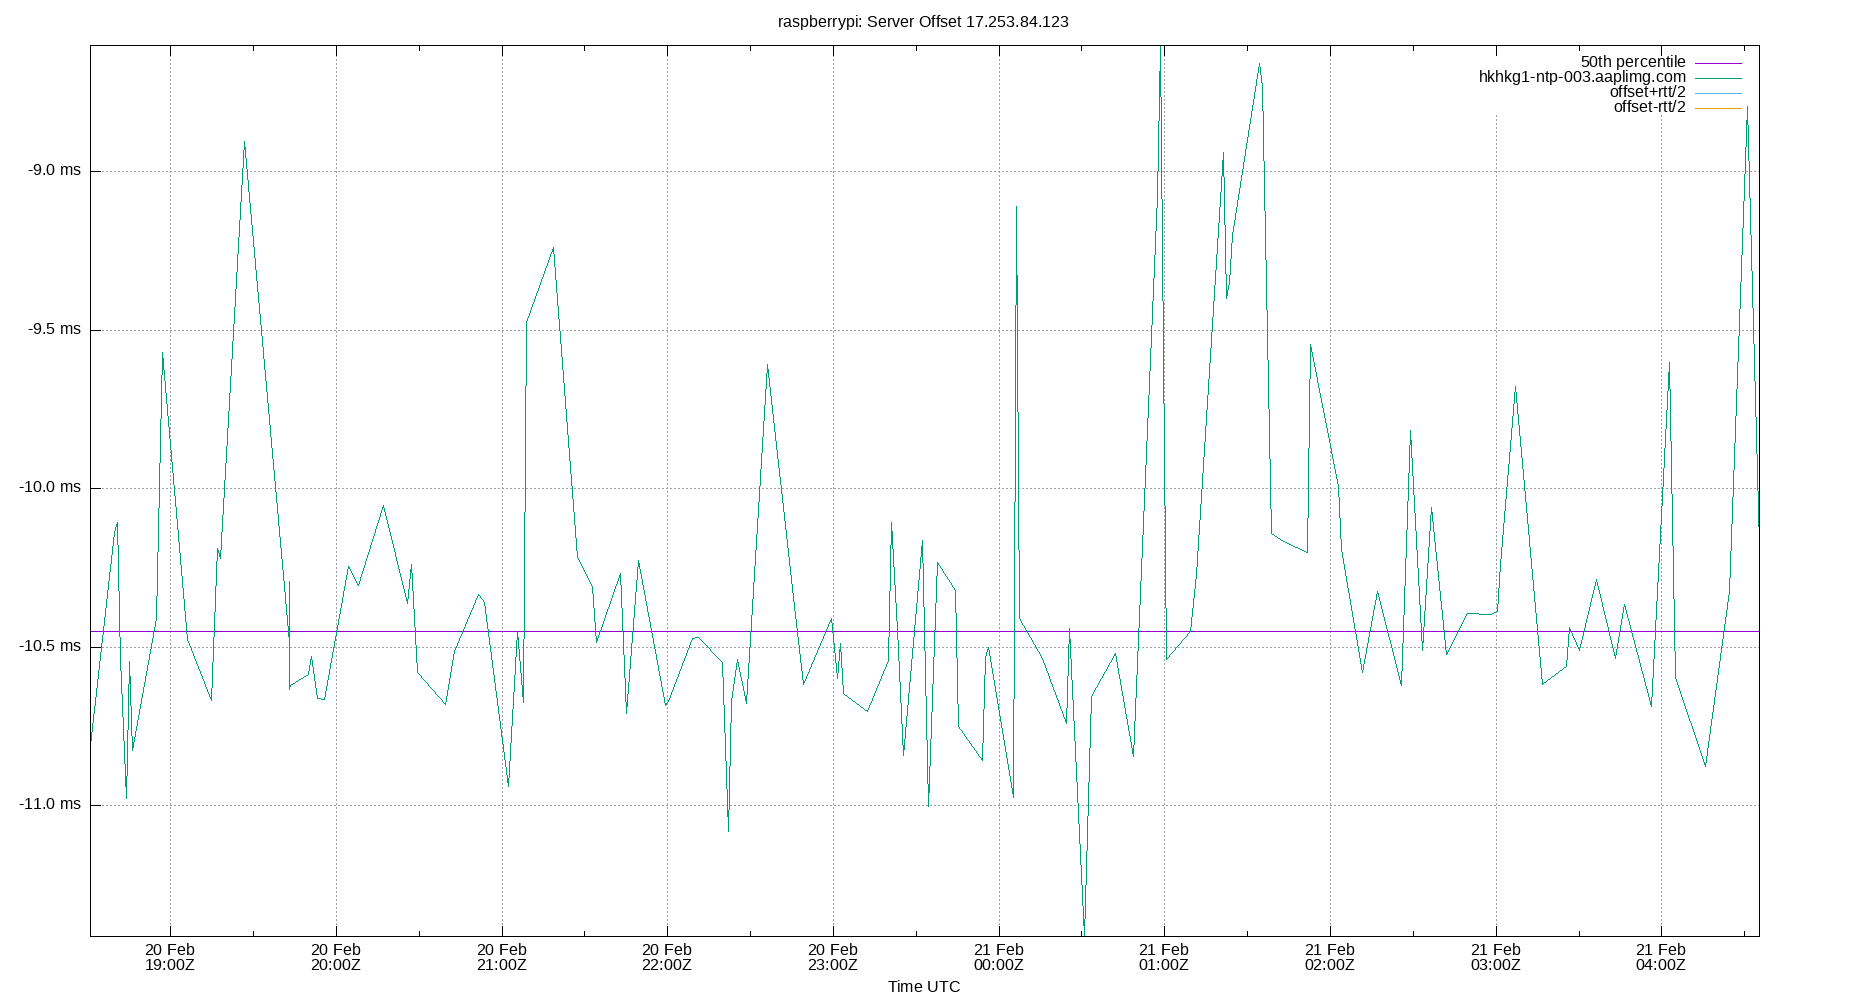 raspberrypi: Server Offset 17.253.84.123
50th percentile
hkhkg1-ntp-003.aaplimg.com
offset+rtt/2
offset-rtt/2
-9.0 ms
-9.5 ms
-10.0 ms
-10.5 ms
-11.0 ms
20 Feb 20 Feb 20 Feb 20 Feb 20 Feb 21 Feb 21 Feb 21 Feb 21 Feb 21 Feb
19:00Z 20:00Z 21:00Z 22:00Z 23:00Z 00:00Z 01:00Z 02:00Z 03:00Z 04:00Z
Time UTC